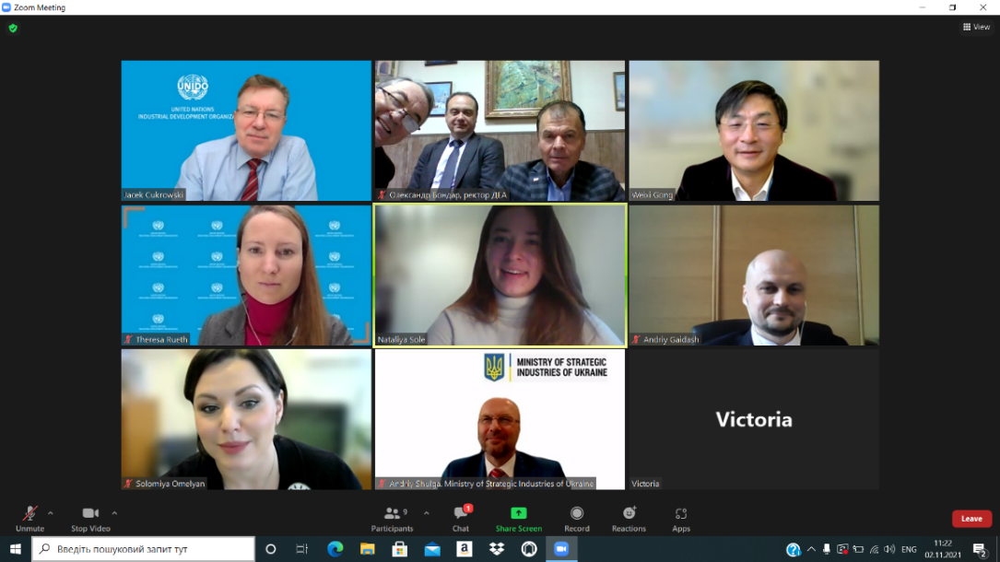 Zoom Meeting
View
UNIDO
UNITED NATIONS
INDUSTRIAL DEVELOPMENT ORGANIZA
Jacek Cukrowski
Олександр Бондар, ректор ДЕА
Weixi Gong
Theresa Rueth
Nataliya Sole
Andriy Gaidash
MINISTRY OF STRATEGIC
INDUSTRIES OF UKRAINE
Solomiya Omelyan
Andriy Shulga. Ministry of Strategic Industries of Ukraine
Victoria
Victoria
Unmute
Stop Video
Participants
9
Chat
1
Share Screen
Record
Reactions
Apps
Leave
Введіть пошуковий запит тут
ENG
11:22
02.11.2021
2